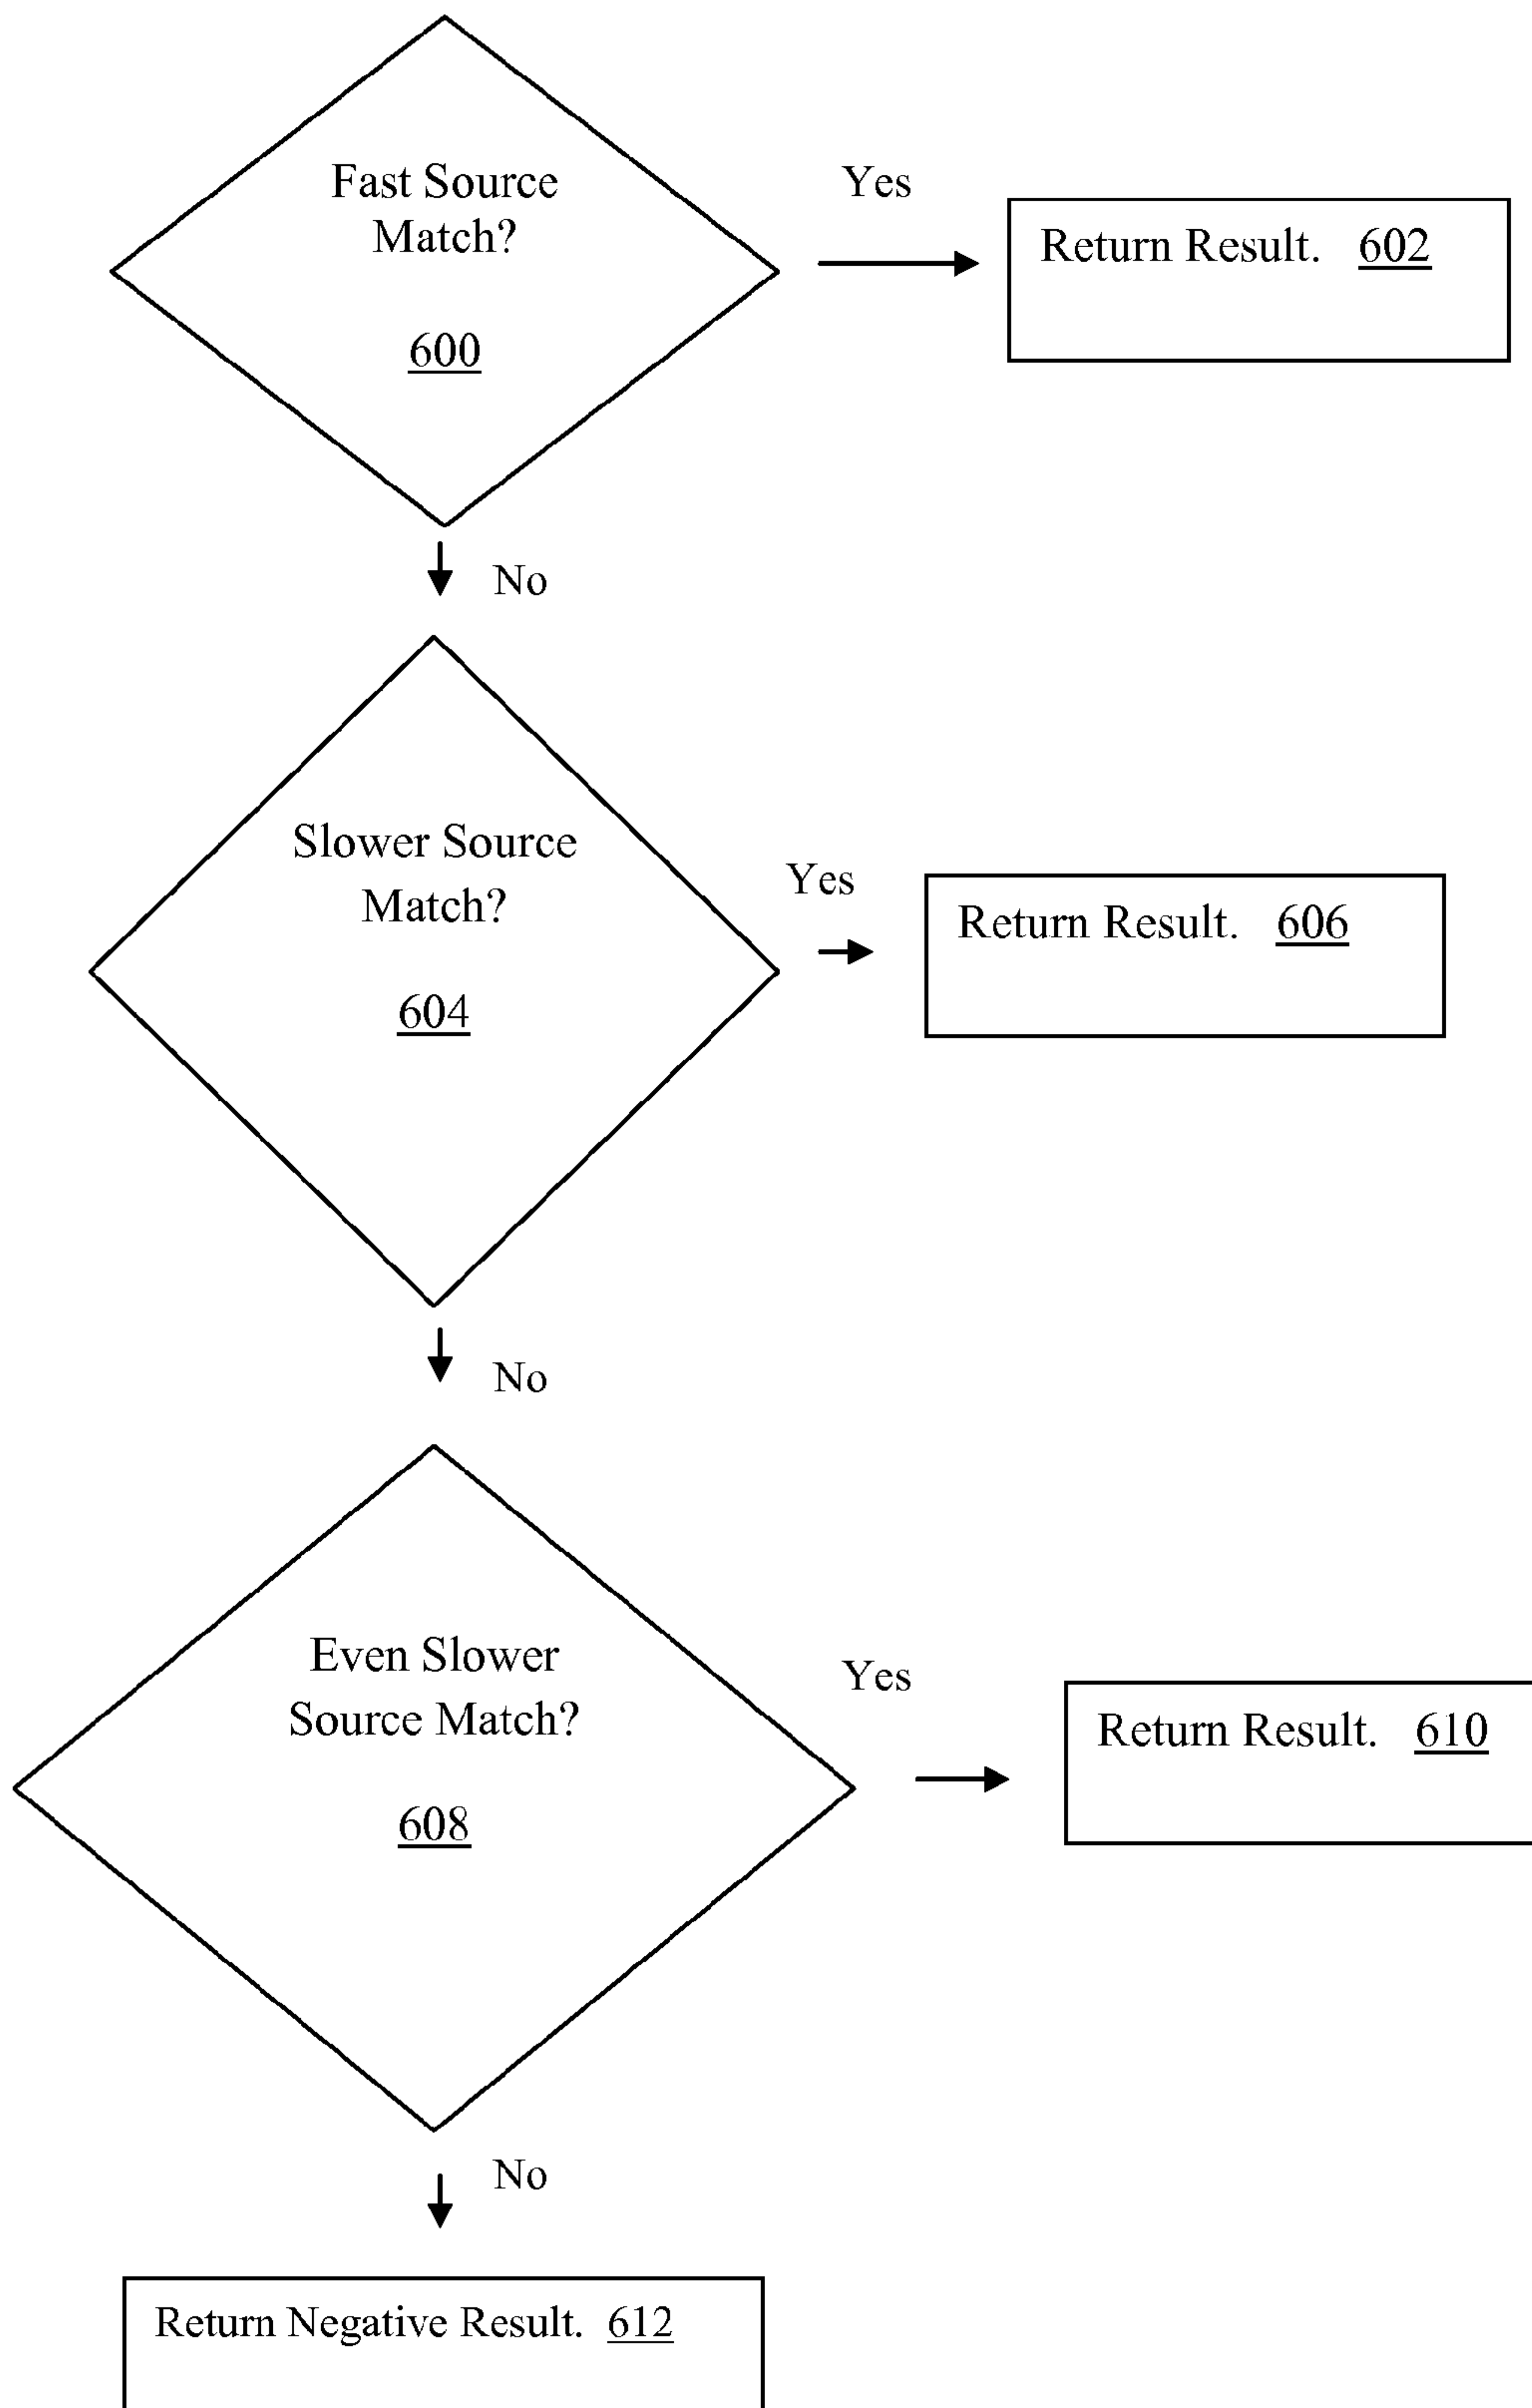 Fast Source
Match?
600
Yes
Return Result. 602
No
Slower Source
Match?
604
Yes
Return Result. 606
No
Even Slower
Source Match?
608
Yes
Return Result. 610
No
Return Negative Result. 612